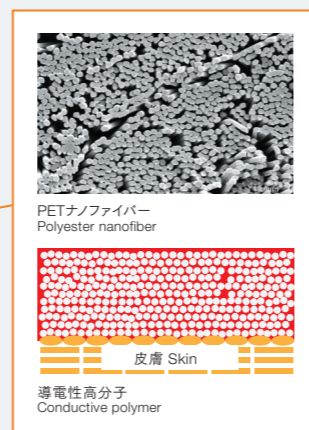 PETナノファイバー
Polyester nanofiber
皮膚 Skin
導電性高分子
Conductive polymer